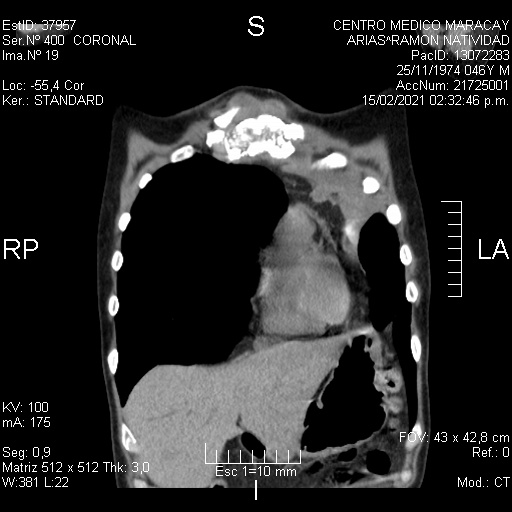 EstID: 37957
Ser.Nº 400 CORONAL
Ima.Nº 19
Loc: -55,4 Cor
Ker.: STANDARD
S
CENTRO MEDICO MARACAY
ARIAS^RAMON NATIVIDAD
PacID: 13072283
25/11/1974 046Y M
AccNum: 21725001
15/02/2021 02:32:46 p.m.
RP
LA
KV: 100
mA: 175
Seg: 0,9
Matriz 512 x 512 Thk: 3,0
W:381 L:22
Esc 1=10 mm
FOV: 43 x 42,8 cm
Ref.: 0
Mod.: CT
I